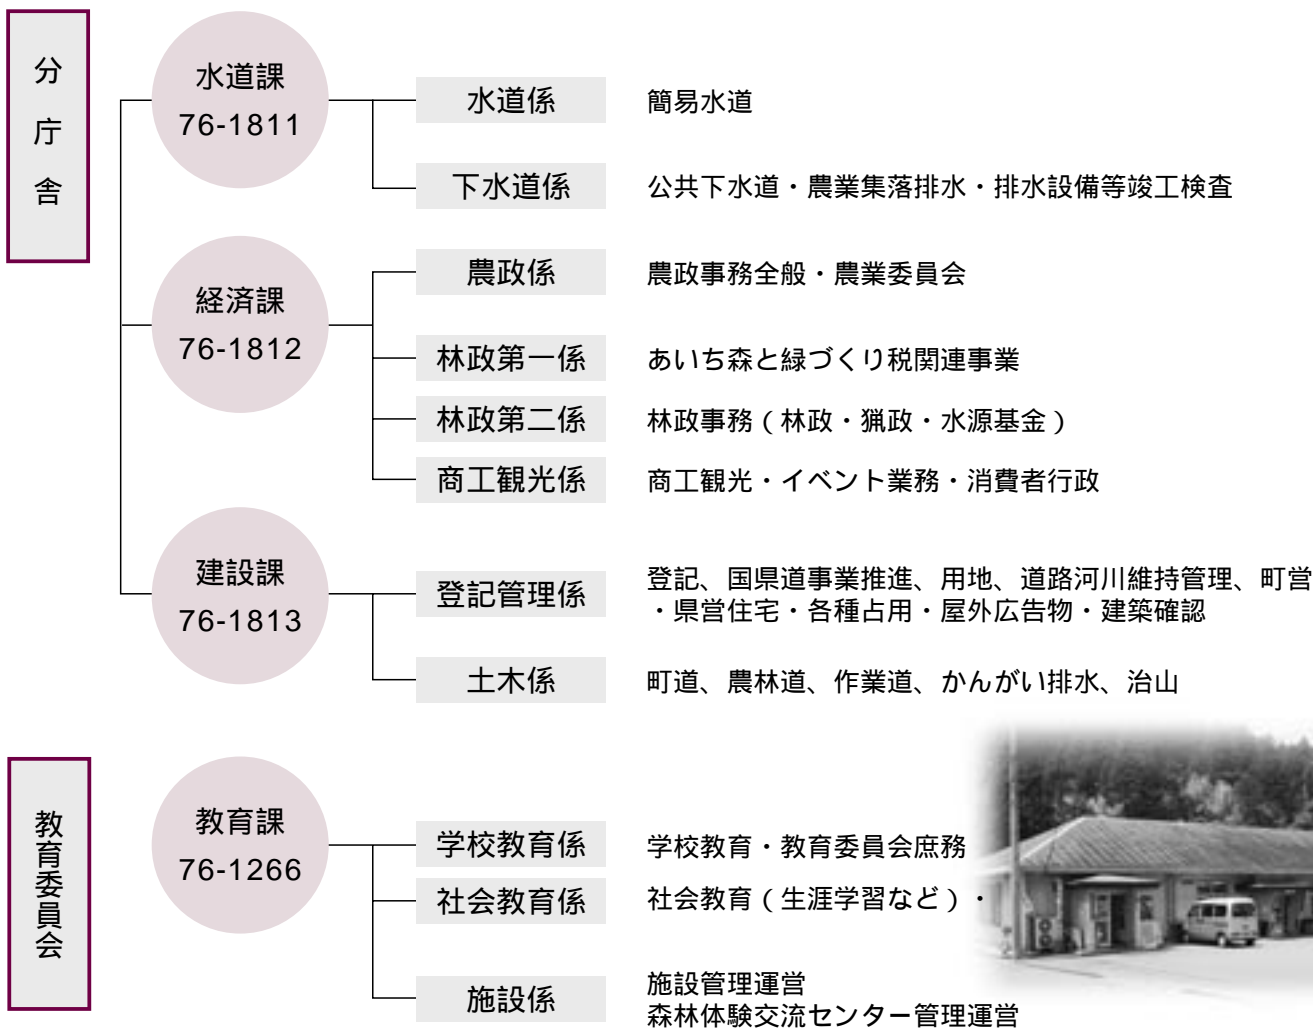 分庁舎
水道課
76-1811
水道係 簡易水道
下水道係 公共下水道・農業集落排水・排水設備等竣工検査
経済課
76-1812
農政係 農政事務全般・農業委員会
林政第一係 あいち森と緑づくり税関連事業
林政第二係 林政事務(林政・猟政・水源基金)
商工観光係 商工観光・イベント業務・消費者行政
建設課
76-1813
登記管理係 登記、国県道事業推進、用地、道路河川維持管理、町営
・県営住宅・各種占用・屋外広告物・建築確認
土木係 町道、農林道、作業道、かんがい排水、治山
教育委員会
教育課
76-1266
学校教育係 学校教育・教育委員会庶務
社会教育係 社会教育(生涯学習など)・
施設係 施設管理運営
森林体験交流センター管理運営